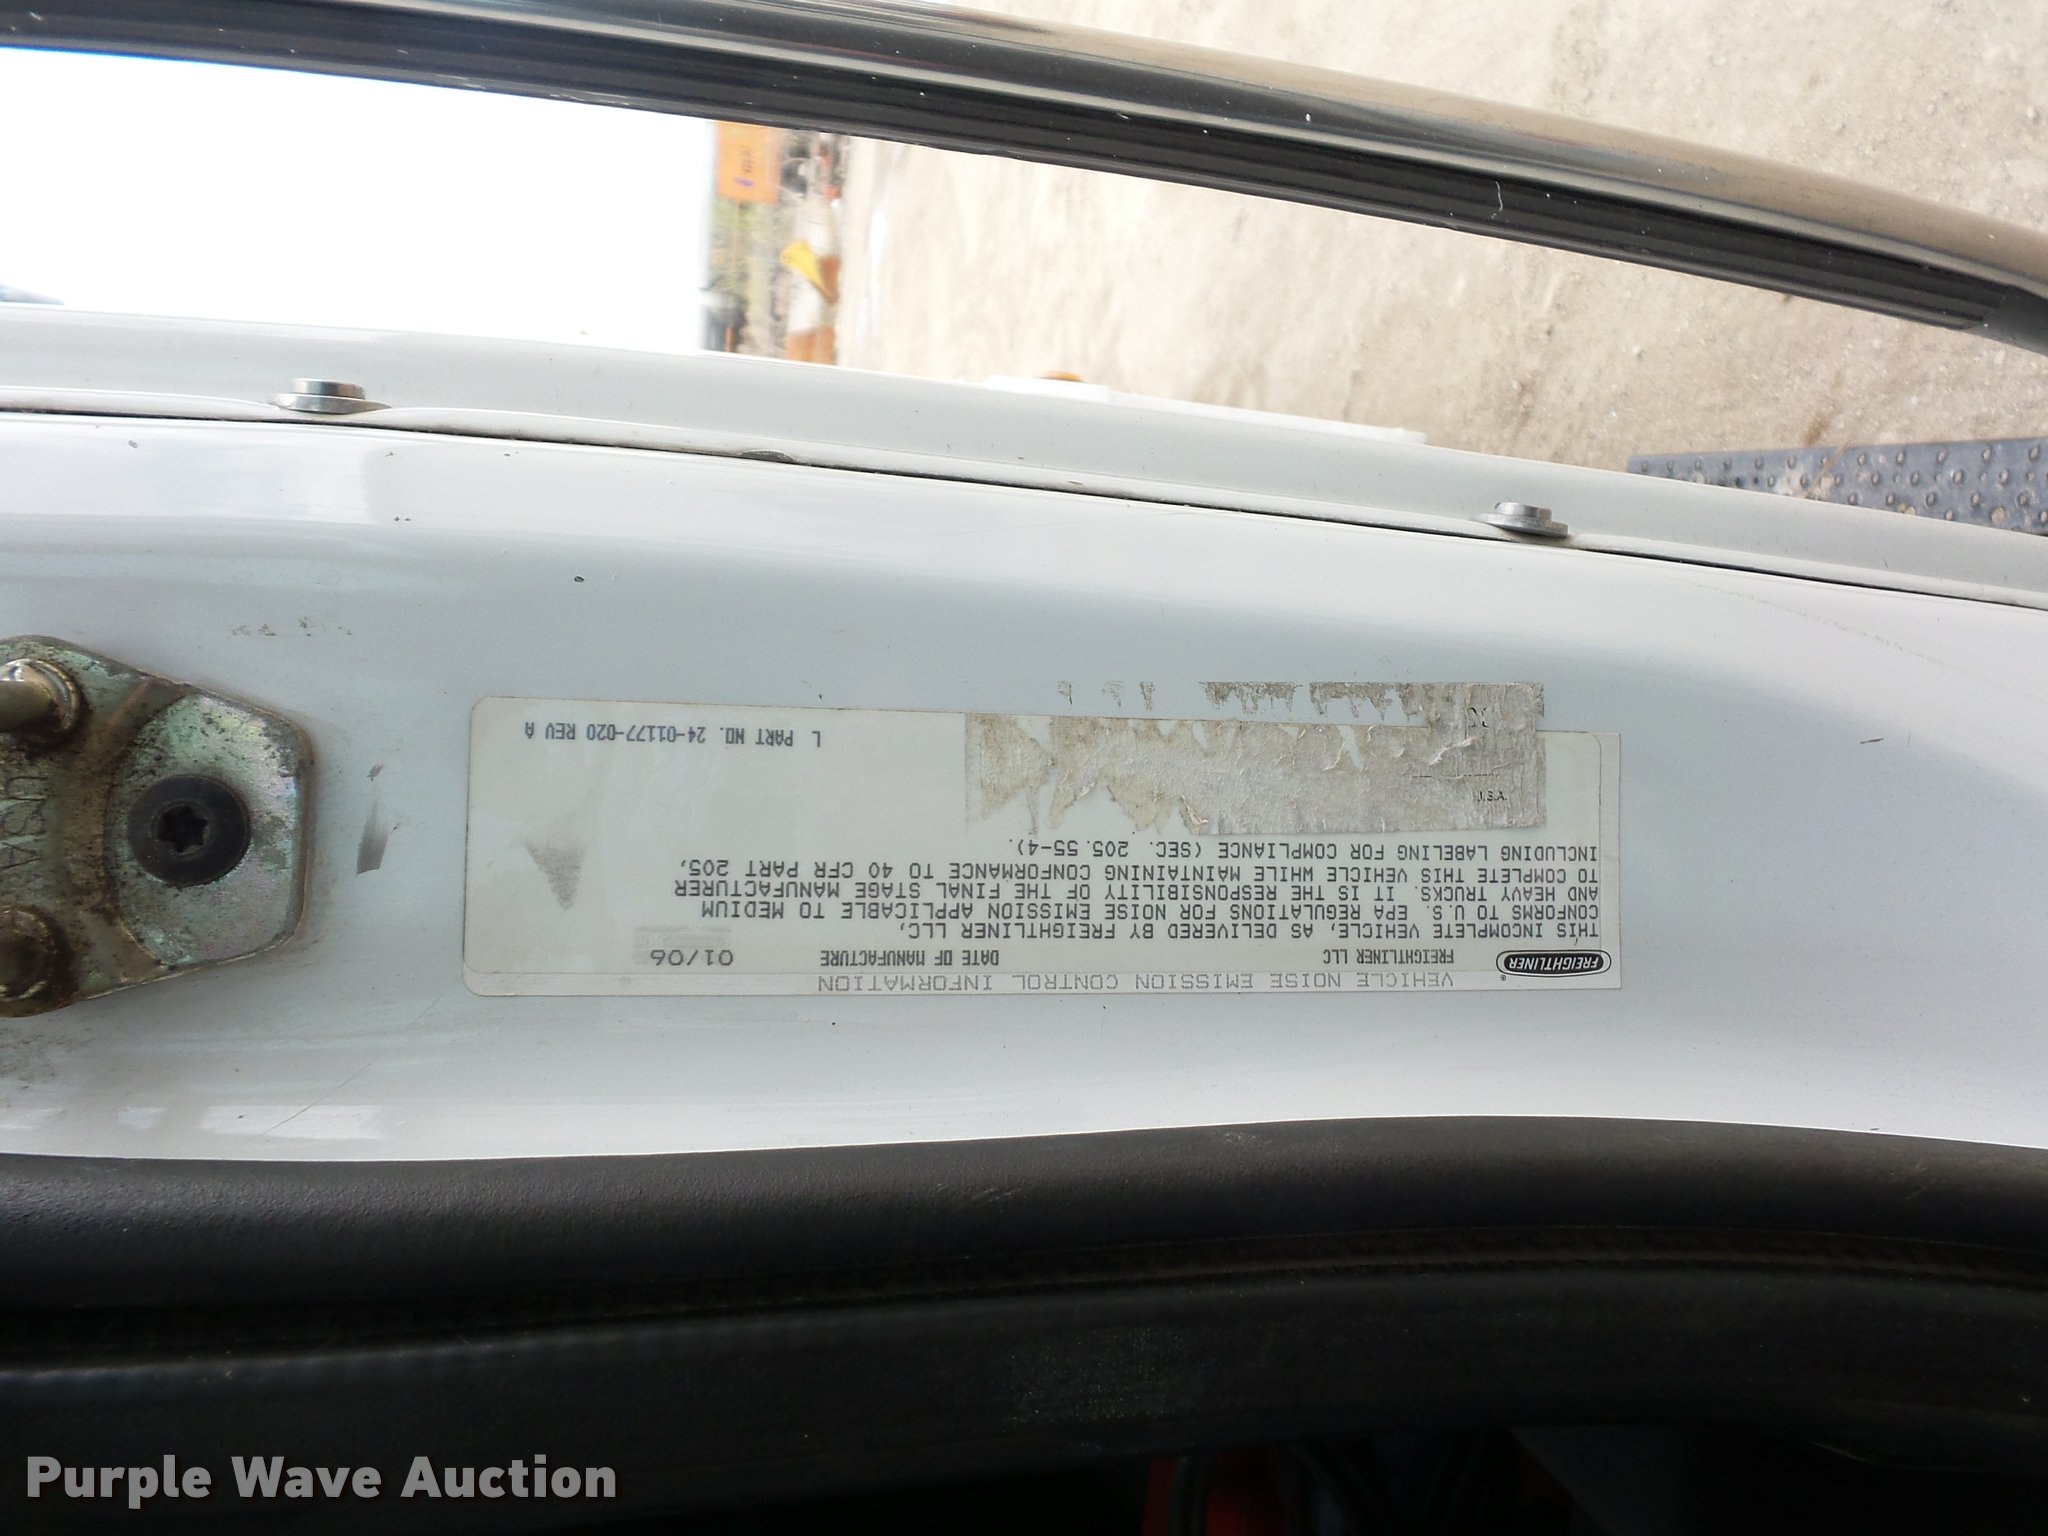 VEHICLE NOISE EMISSION CONTROL INFORMATION
FREIGHTLINER® FREIGHTLINER LLC DATE OF MANUFACTURE 01/06
THIS INCOMPLETE VEHICLE, AS DELIVERED BY FREIGHTLINER LLC,
CONFORMS TO U.S. EPA REGULATIONS FOR NOISE EMISSION APPLICABLE TO MEDIUM
AND HEAVY TRUCKS. IT IS THE RESPONSIBILITY OF THE FINAL STAGE MANUFACTURER
TO COMPLETE THIS VEHICLE WHILE MAINTAINING CONFORMANCE TO 40 CFR PART 205,
INCLUDING LABELING FOR COMPLIANCE (SEC. 205.55-4).
L PART NO. 24-01177-020 REV A
USA
Purple Wave Auction